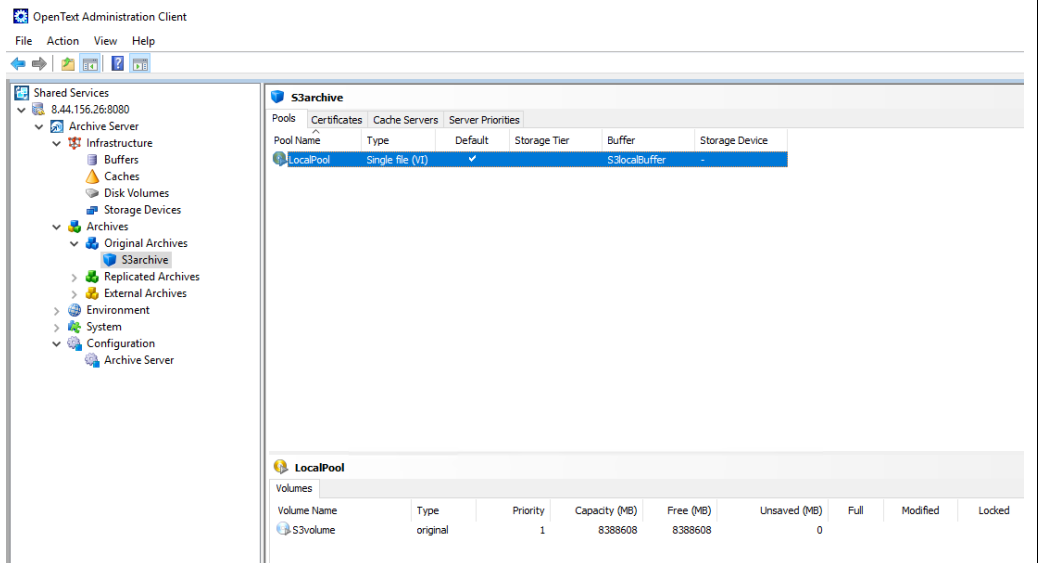 OpenText Administration Client
File Action View Help
Shared Services
8.44.156.26:8080
Archive Server
Infrastructure
Buffers
Caches
Disk Volumes
Storage Devices
Archives
Original Archives
S3archive
Replicated Archives
External Archives
Environment
System
Configuration
Archive Server
S3archive
Pools Certificates Cache Servers Server Priorities
Pool Name Type Default Storage Tier Buffer Storage Device
LocalPool Single file (VI) S3localBuffer -
LocalPool
Volumes
Volume Name Type Priority Capacity (MB) Free (MB) Unsaved (MB) Full Modified Locked
S3volume original 1 8388608 8388608 0